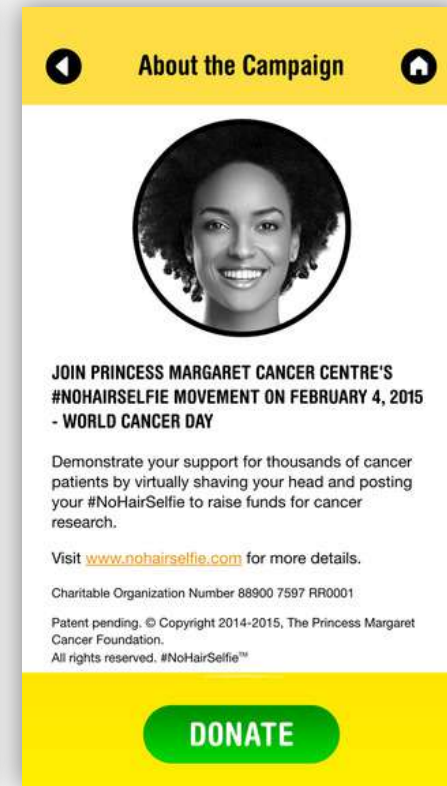 About the Campaign
JOIN PRINCESS MARGARET CANCER CENTRE'S
#NOHAIRSELFIE MOVEMENT ON FEBRUARY 4, 2015
- WORLD CANCER DAY
Demonstrate your support for thousands of cancer
patients by virtually shaving your head and posting
your #NoHairSelfie to raise funds for cancer
research.
Visit www.nohairselfie.com for more details.
Charitable Organization Number 88900 7597 RR0001
Patent pending. © Copyright 2014-2015, The Princess Margaret
Cancer Foundation.
All rights reserved. #NoHairSelfie™
DONATE